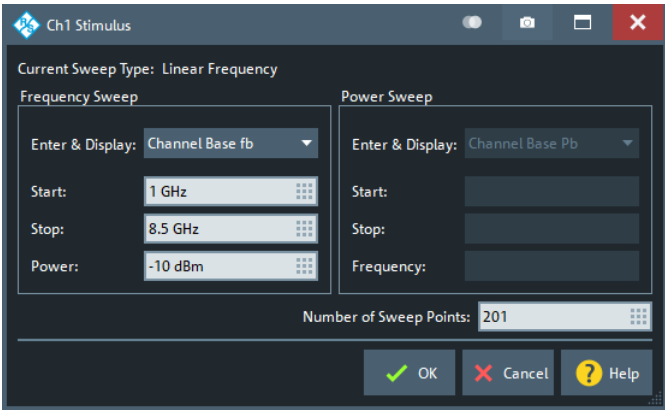 R&S Ch1 Stimulus
Current Sweep Type: Linear Frequency
Frequency Sweep
Enter & Display: Channel Base fb
Start: 1 GHz
Stop: 8.5 GHz
Power: -10 dBm
Power Sweep
Enter & Display: Channel Base Pb
Start:
Stop:
Frequency:
Number of Sweep Points: 201
OK Cancel ? Help